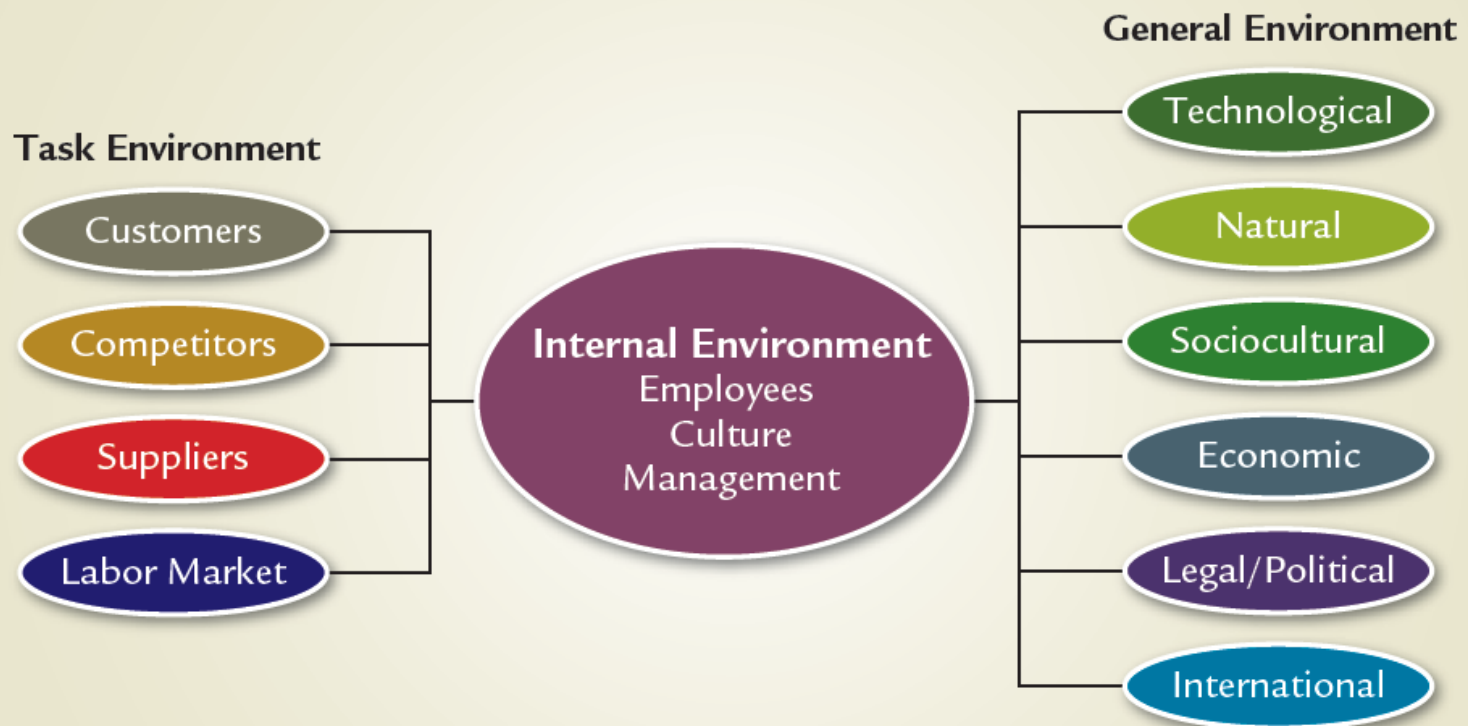 Task Environment
Customers
Competitors
Suppliers
Labor Market
Internal Environment
Employees
Culture
Management
General Environment
Technological
Natural
Sociocultural
Economic
Legal/Political
International